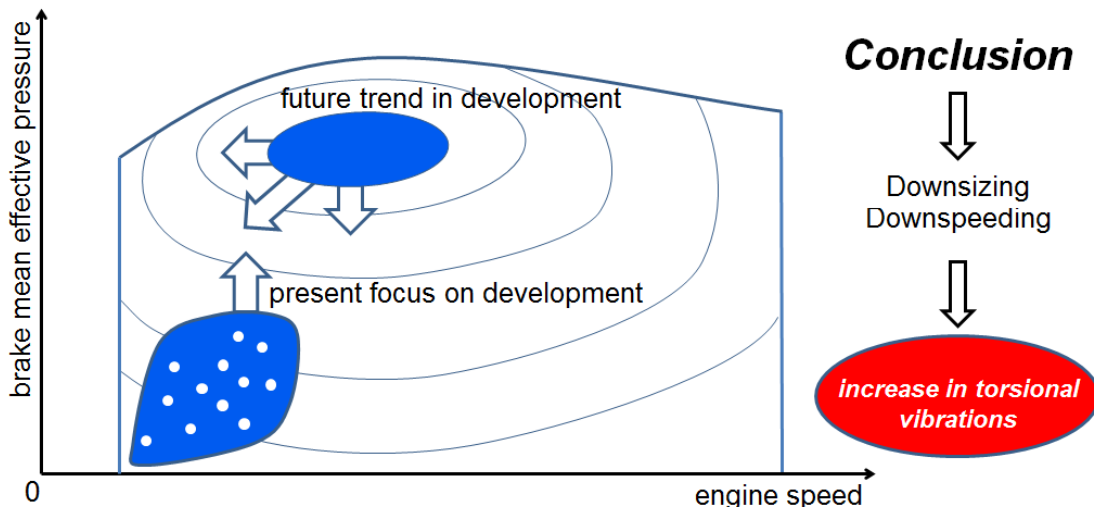 brake mean effective pressure
future trend in development
present focus on development
0
engine speed
Conclusion
Downsizing
Downspeeding
increase in torsional
vibrations